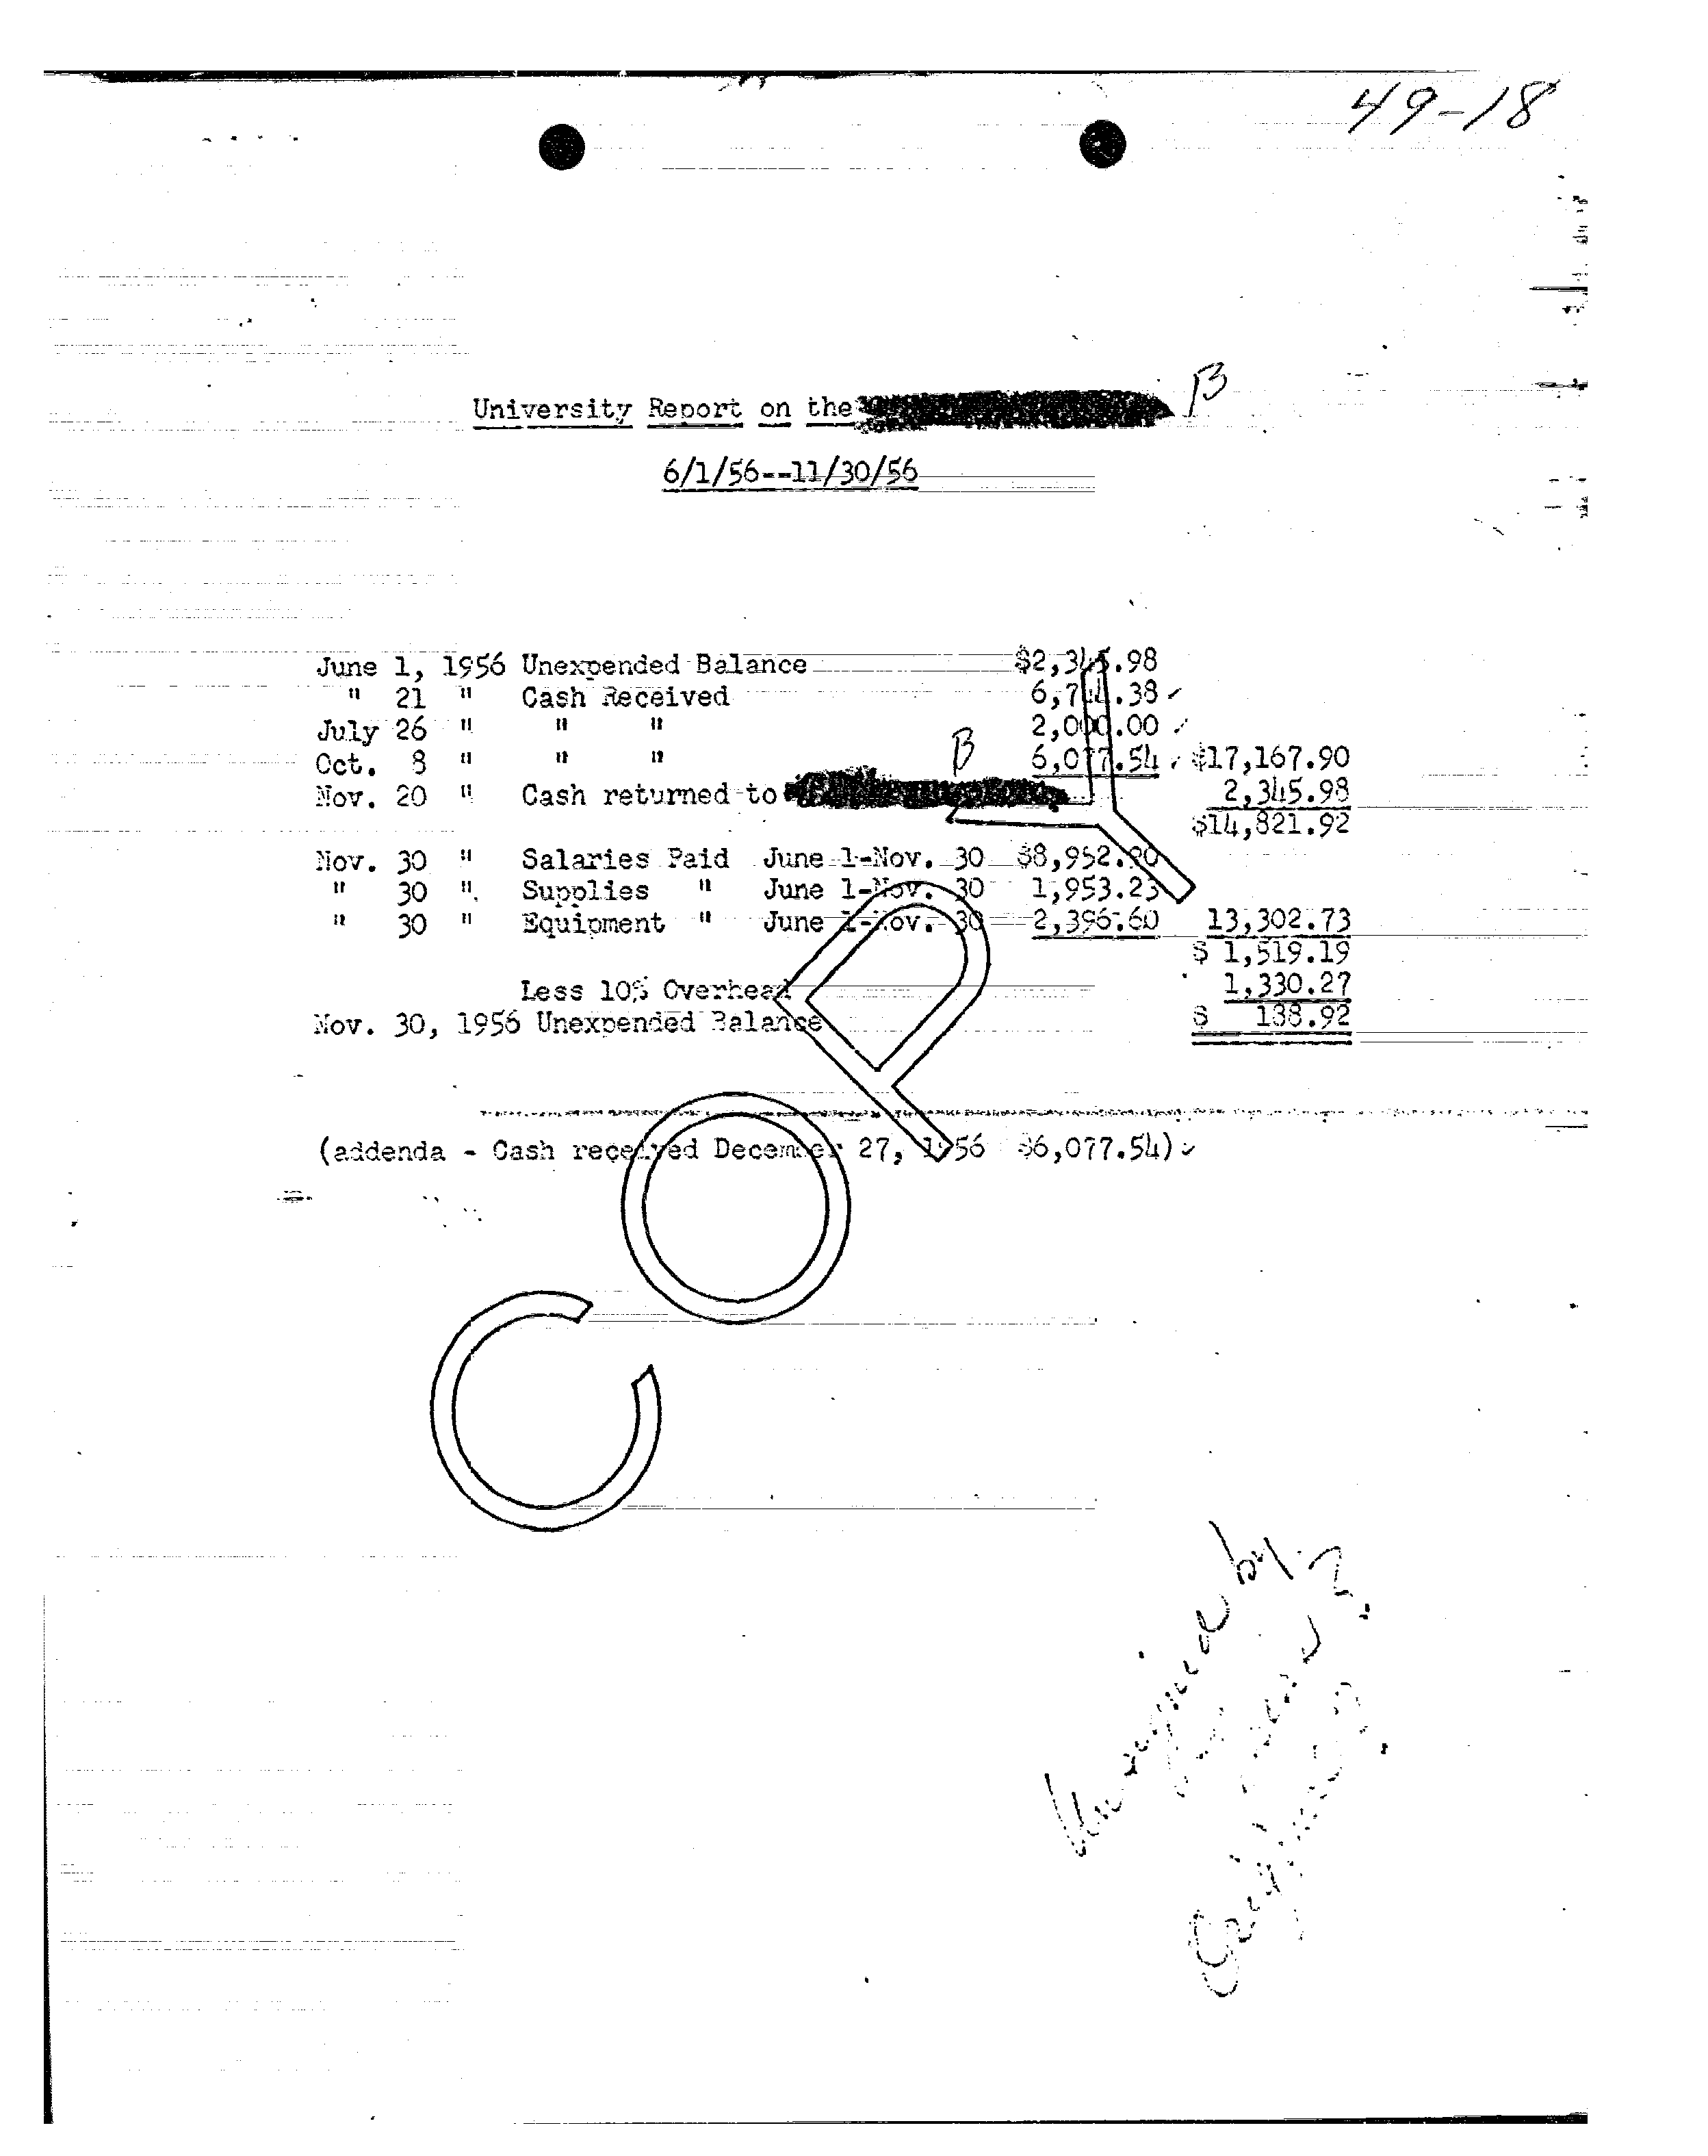 49-18
University Report on the
B
6/1/56--11/30/56
June 1, 1956 Unexpended Balance $2,345.98
" 21 " Cash Received 6,744.38 ✓
July 26 " " " 2,000.00 ✓
Oct. 8 " " " 6,077.54 ✓ $17,167.90
B
Nov. 20 " Cash returned to 2,345.98
$14,821.92
Nov. 30 " Salaries Paid June 1-Nov. 30 $8,952.90
" 30 " Supplies " June 1-Nov. 30 1,953.23
" 30 " Equipment " June 1-Nov. 30 2,396.60 13,302.73
$ 1,519.19
Less 10% Overhead 1,330.27
Nov. 30, 1956 Unexpended Balance $ 188.92
(addenda - Cash received December 27, 1956 $6,077.54) ✓
COPY
by